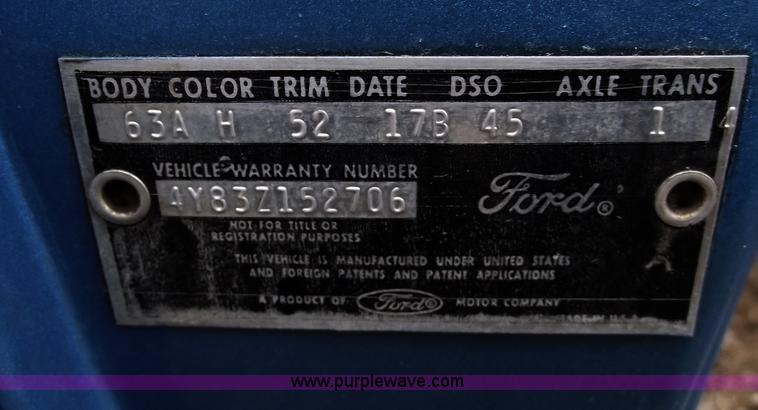 BODY COLOR TRIM DATE DSO AXLE TRANS
63A H 52 17B 45 1 4
VEHICLE WARRANTY NUMBER
4Y83Z152706
Ford®
NOT FOR TITLE OR
REGISTRATION PURPOSES
THIS VEHICLE IS MANUFACTURED UNDER UNITED STATES
AND FOREIGN PATENTS AND PATENT APPLICATIONS
A PRODUCT OF Ford® MOTOR COMPANY
MADE IN U.S.A.
www.purplewave.com